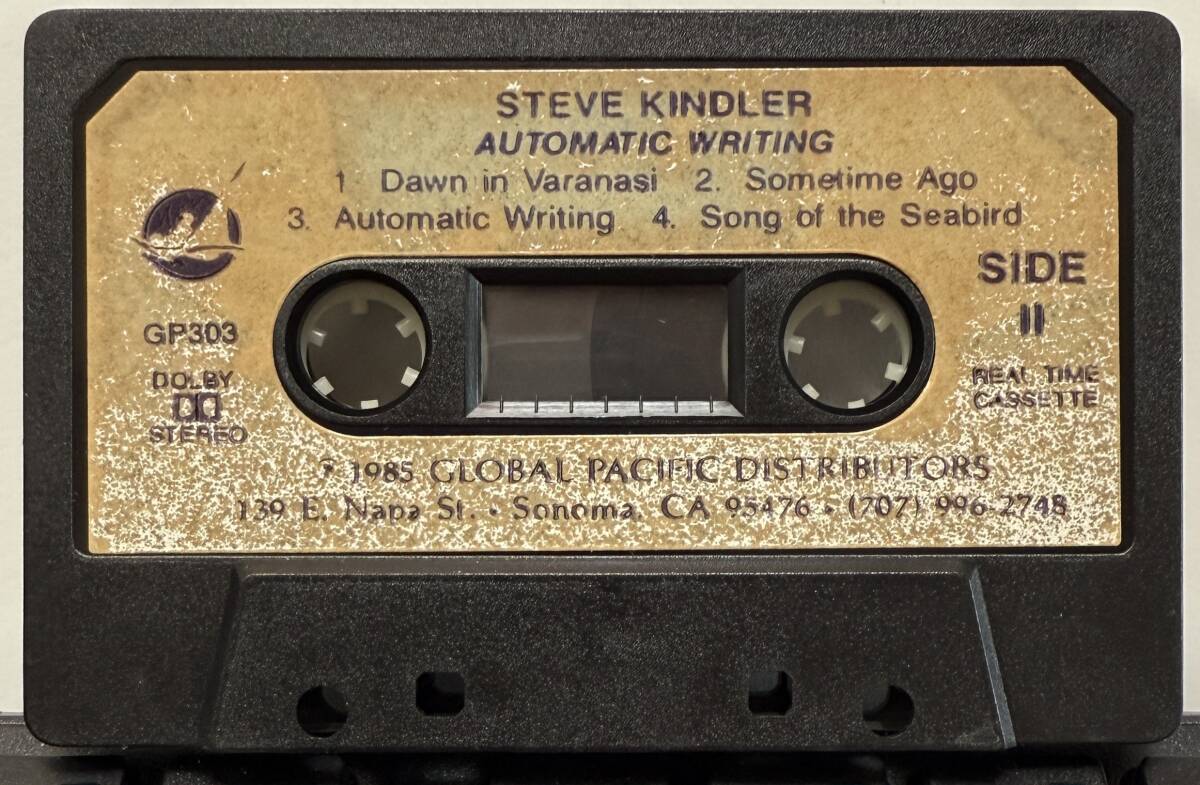 STEVE KINDLER
AUTOMATIC WRITING
1 Dawn in Varanasi 2. Sometime Ago
3. Automatic Writing 4. Song of the Seabird
SIDE
II
GP303
DOLBY
STEREO
REAL TIME
CASSETTE
℗ 1985 GLOBAL PACIFIC DISTRIBUTORS
139 E. Napa St. • Sonoma, CA 95476 • (707) 996-2748